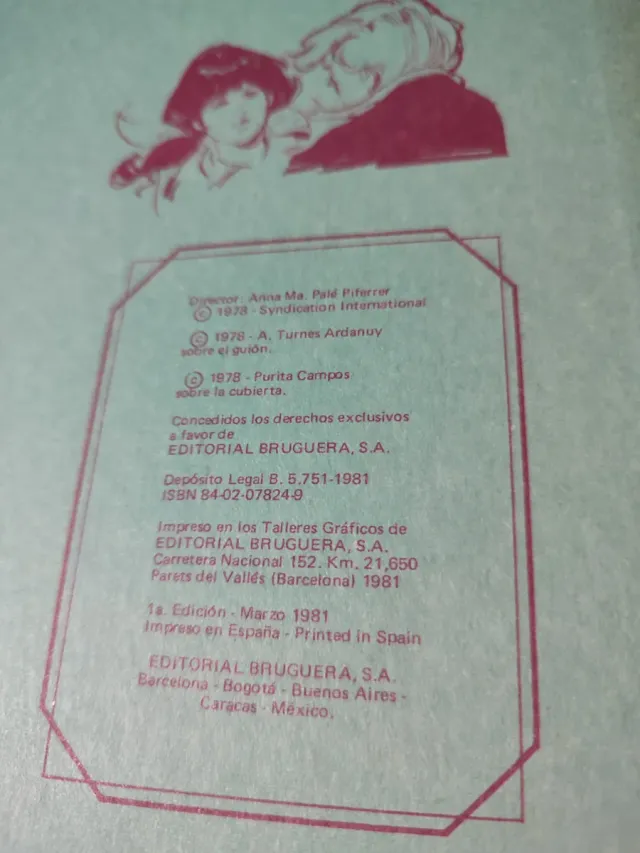 Director: Anna Ma. Palé Piferrer
© 1978 - Syndication International
© 1978 - A. Turnes Ardanuy
sobre el guión.
© 1978 - Purita Campos
sobre la cubierta.
Concedidos los derechos exclusivos
a favor de
EDITORIAL BRUGUERA, S.A.
Depósito Legal B. 5.751-1981
ISBN 84-02-07824-9
Impreso en los Talleres Gráficos de
EDITORIAL BRUGUERA, S.A.
Carretera Nacional 152. Km. 21,650
Parets del Vallés (Barcelona) 1981
1a. Edición - Marzo 1981
Impreso en España - Printed in Spain
EDITORIAL BRUGUERA, S.A.
Barcelona - Bogotá - Buenos Aires -
Caracas - México.